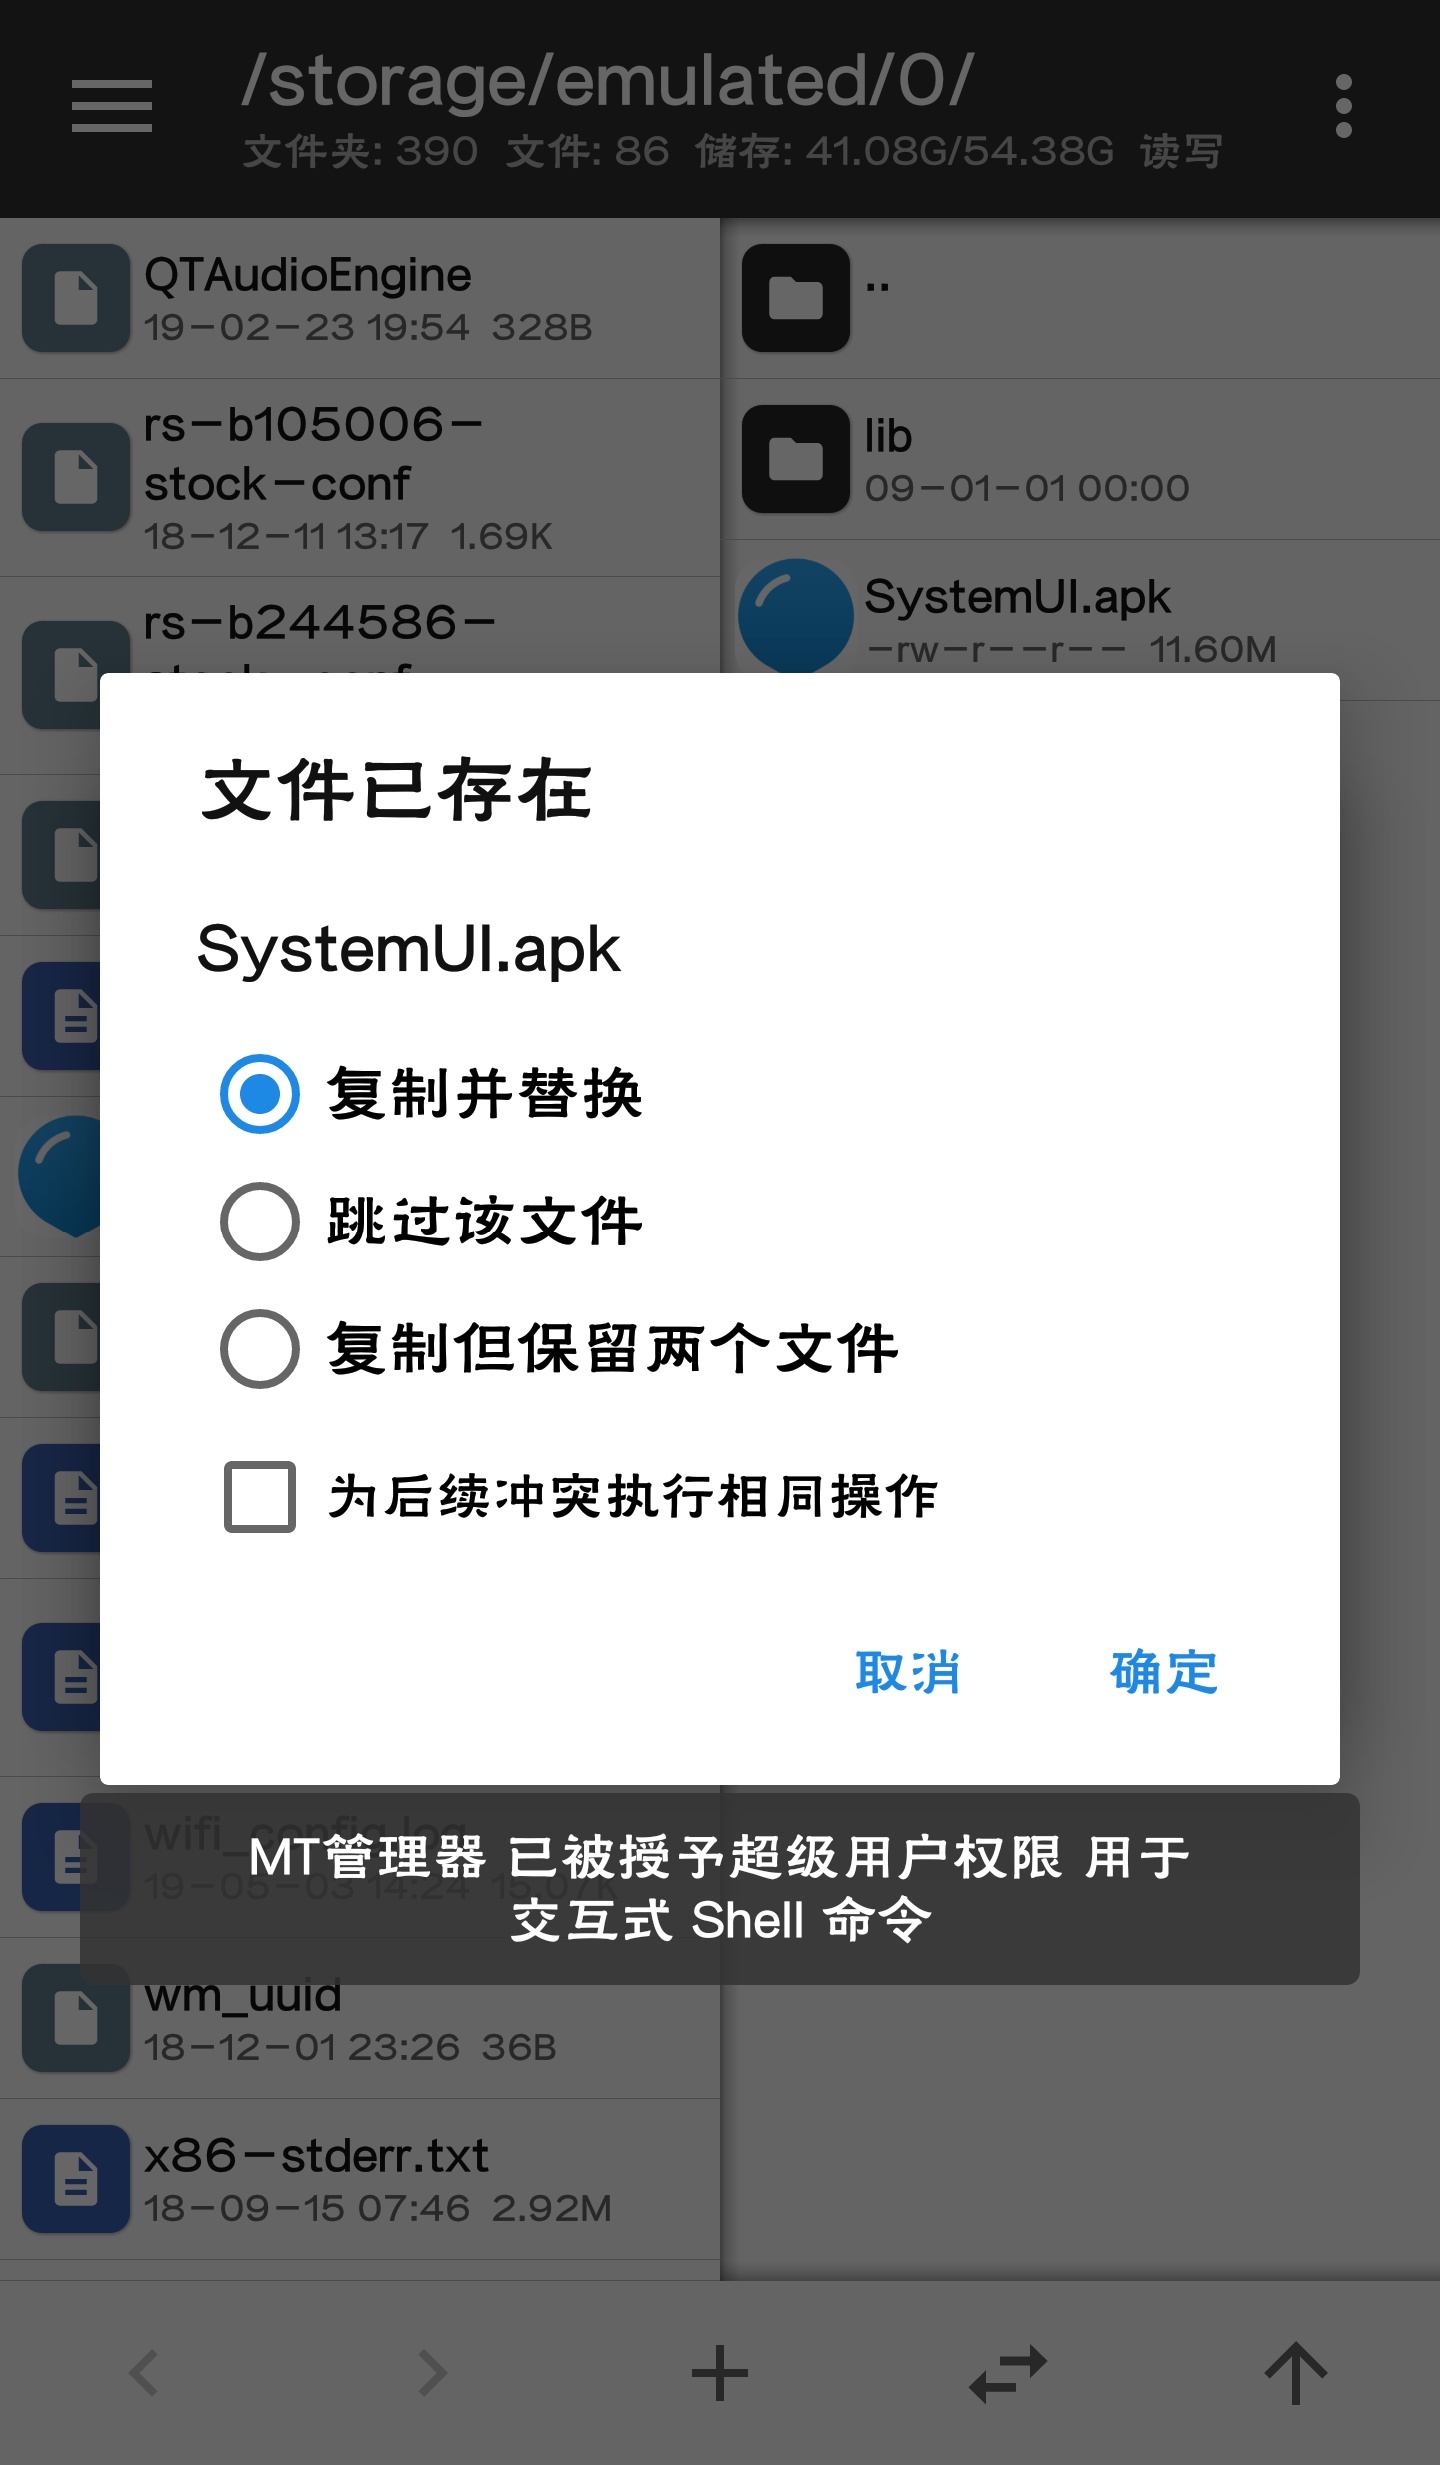 /storage/emulated/0/
文件夹: 390 文件: 86 储存: 41.08G/54.38G 读写
QTAudioEngine
19-02-23 19:54 328B
rs-b105006-
stock-conf
18-12-11 13:17 1.69K
rs-b244586-
..
lib
09-01-01 00:00
SystemUI.apk
-rw-r--r-- 11.60M
文件已存在
SystemUI.apk
复制并替换
跳过该文件
复制但保留两个文件
为后续冲突执行相同操作
取消 确定
wifi_config.log
19-05-03 14:24 15.07K
MT管理器 已被授予超级用户权限 用于
交互式 Shell 命令
wm_uuid
18-12-01 23:26 36B
x86-stderr.txt
18-09-15 07:46 2.92M